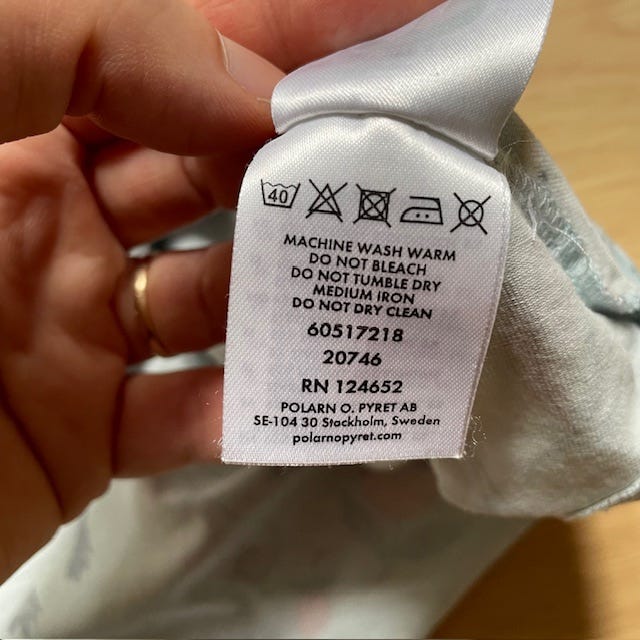 40
MACHINE WASH WARM
DO NOT BLEACH
DO NOT TUMBLE DRY
MEDIUM IRON
DO NOT DRY CLEAN
60517218
20746
RN 124652
POLARN O. PYRET AB
SE-104 30 Stockholm, Sweden
polarnopyret.com